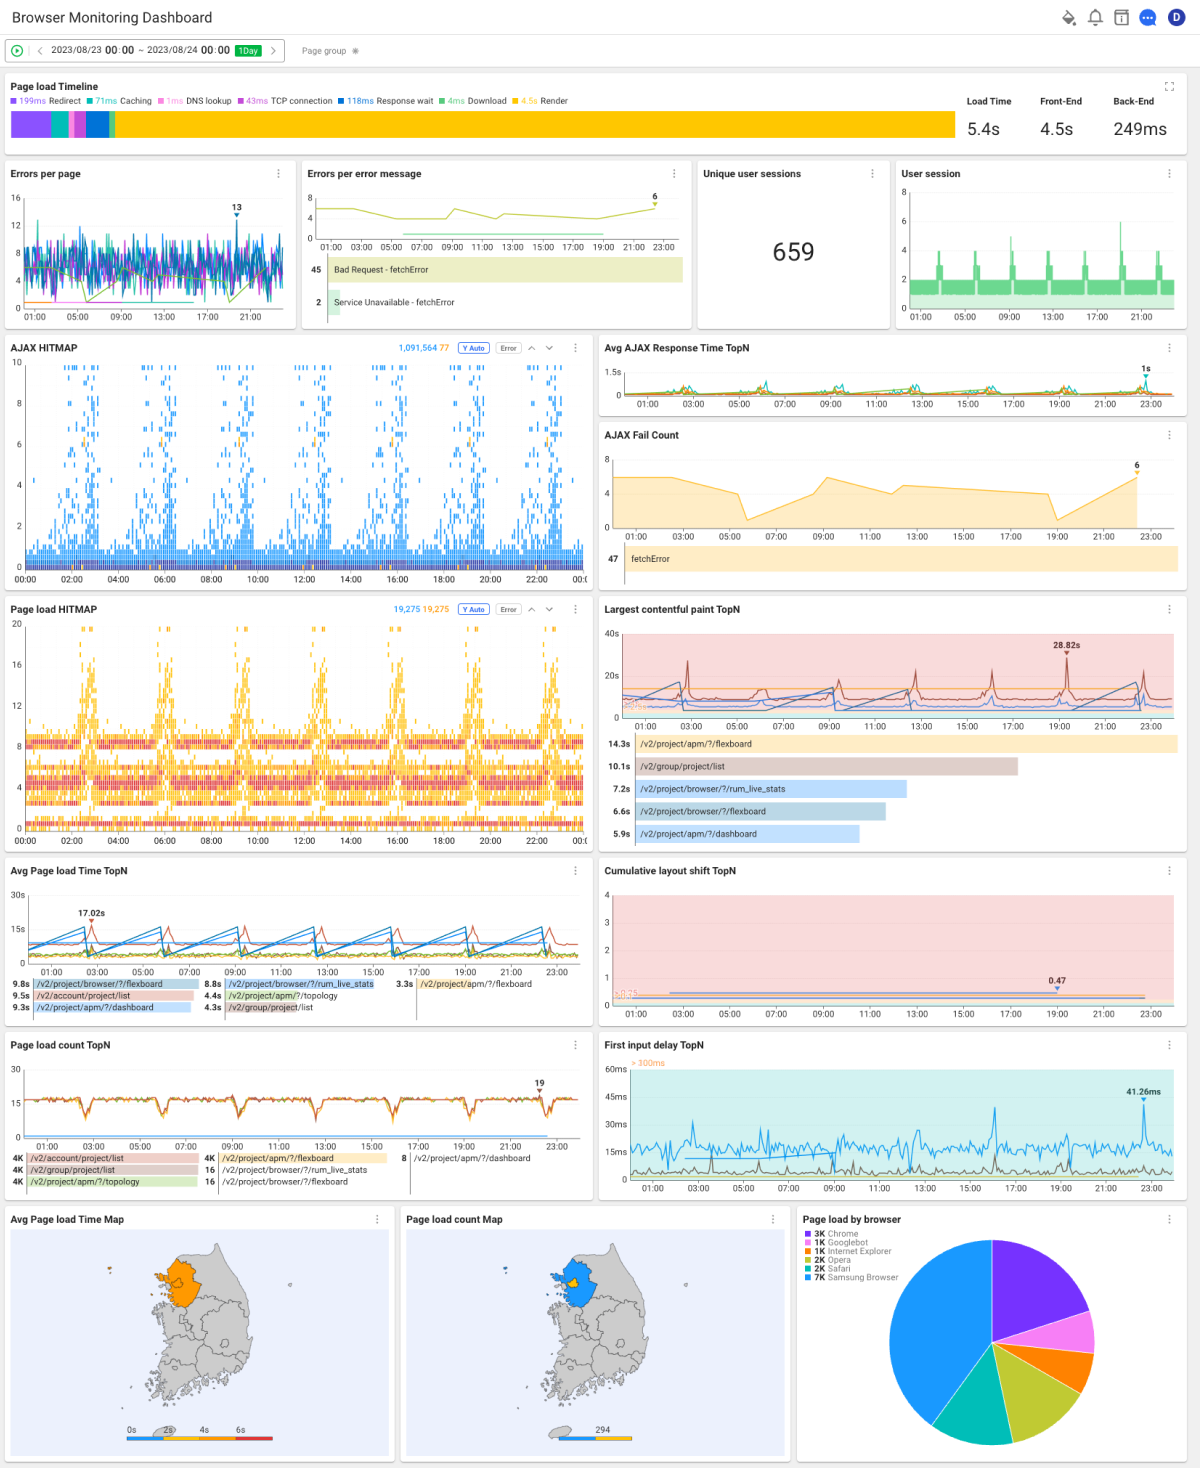 Browser Monitoring Dashboard
D
2023/08/23 00:00 ~ 2023/08/24 00:00 1Day
Page group ✳
Page load Timeline
199ms Redirect 71ms Caching 1ms DNS lookup 43ms TCP connection 118ms Response wait 4ms Download 4.5s Render
Load Time Front-End Back-End
5.4s 4.5s 249ms
Errors per page
16
12
8
4
0
13
01:00 05:00 09:00 13:00 17:00 21:00
Errors per error message
8
4
0
6
01:00 03:00 05:00 07:00 09:00 11:00 13:00 15:00 17:00 19:00 21:00 23:00
45 Bad Request - fetchError
2 Service Unavailable - fetchError
Unique user sessions
659
User session
8
6
4
2
0
01:00 05:00 09:00 13:00 17:00 21:00
AJAX HITMAP
1,091,564 77 Y Auto Error
10
8
6
4
2
0
00:00 02:00 04:00 06:00 08:00 10:00 12:00 14:00 16:00 18:00 20:00 22:00 00:(
Avg AJAX Response Time TopN
1.5s
0
1s
01:00 03:00 05:00 07:00 09:00 11:00 13:00 15:00 17:00 19:00 21:00 23:00
AJAX Fail Count
8
4
0
6
01:00 03:00 05:00 07:00 09:00 11:00 13:00 15:00 17:00 19:00 21:00 23:00
47 fetchError
Page load HITMAP
19,275 19,275 Y Auto Error
20
16
12
8
4
0
00:00 02:00 04:00 06:00 08:00 10:00 12:00 14:00 16:00 18:00 20:00 22:00 00:(
Largest contentful paint TopN
40s
20s
0
28.82s
01:00 03:00 05:00 07:00 09:00 11:00 13:00 15:00 17:00 19:00 21:00 23:00
14.3s /v2/project/apm/?/flexboard
10.1s /v2/group/project/list
7.2s /v2/project/browser/?/rum_live_stats
6.6s /v2/project/browser/?/flexboard
5.9s /v2/project/apm/?/dashboard
Avg Page load Time TopN
30s
15s
0
17.02s
01:00 03:00 05:00 07:00 09:00 11:00 13:00 15:00 17:00 19:00 21:00 23:00
9.8s /v2/project/browser/?/flexboard 8.8s /v2/project/browser/?/rum_live_stats 3.3s /v2/project/apm/?/flexboard
9.5s /v2/account/project/list 4.4s /v2/project/apm/?/topology
9.3s /v2/project/apm/?/dashboard 4.3s /v2/group/project/list
Cumulative layout shift TopN
4
3
2
2
1
0
0.47
01:00 03:00 05:00 07:00 09:00 11:00 13:00 15:00 17:00 19:00 21:00 23:00
Page load count TopN
30
15
0
19
01:00 03:00 05:00 07:00 09:00 11:00 13:00 15:00 17:00 19:00 21:00 23:00
4K /v2/account/project/list 4K /v2/project/apm/?/flexboard 8 /v2/project/apm/?/dashboard
4K /v2/group/project/list 16 /v2/project/browser/?/rum_live_stats
4K /v2/project/apm/?/topology 16 /v2/project/browser/?/flexboard
First input delay TopN
> 300ms
60ms
45ms
30ms
15ms
0
41.26ms
01:00 03:00 05:00 07:00 09:00 11:00 13:00 15:00 17:00 19:00 21:00 23:00
Avg Page load Time Map
0s 2s 4s 6s
Page load count Map
294
Page load by browser
3K Chrome
1K Googlebot
1K Internet Explorer
2K Opera
2K Safari
7K Samsung Browser